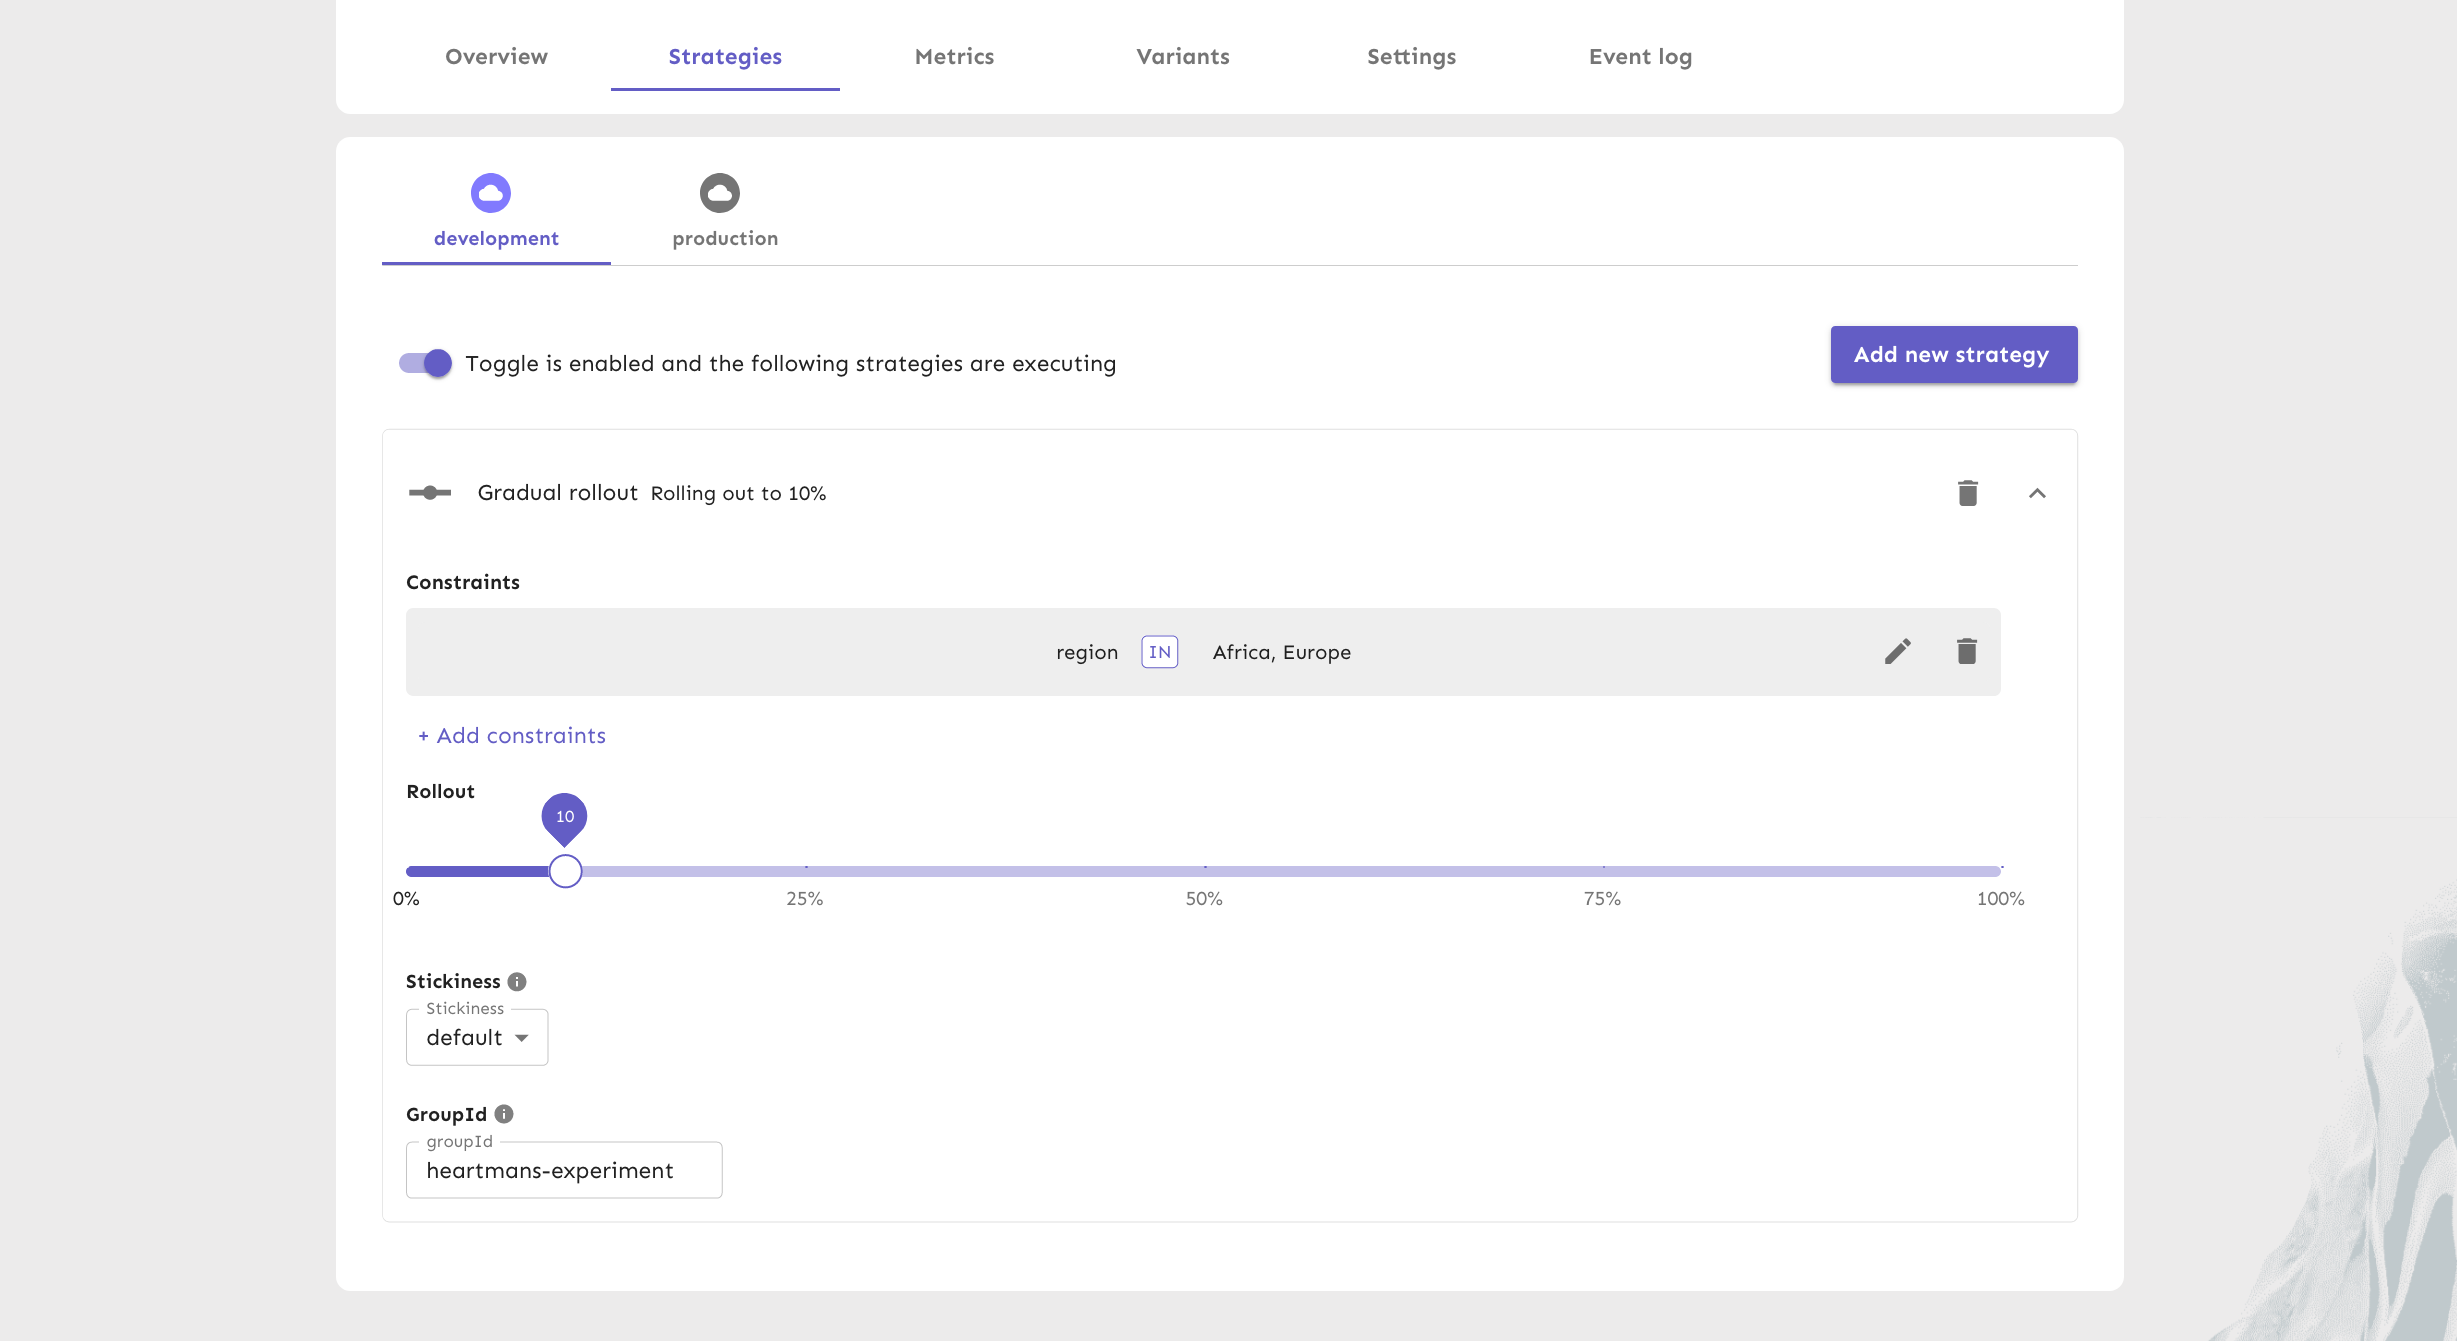 Overview Strategies Metrics Variants Settings Event log
development production
Toggle is enabled and the following strategies are executing Add new strategy
Gradual rollout Rolling out to 10%
Constraints
region IN Africa, Europe
+ Add constraints
Rollout
10
0% 25% 50% 75% 100%
Stickiness
Stickiness
default
GroupId
groupId
heartmans-experiment